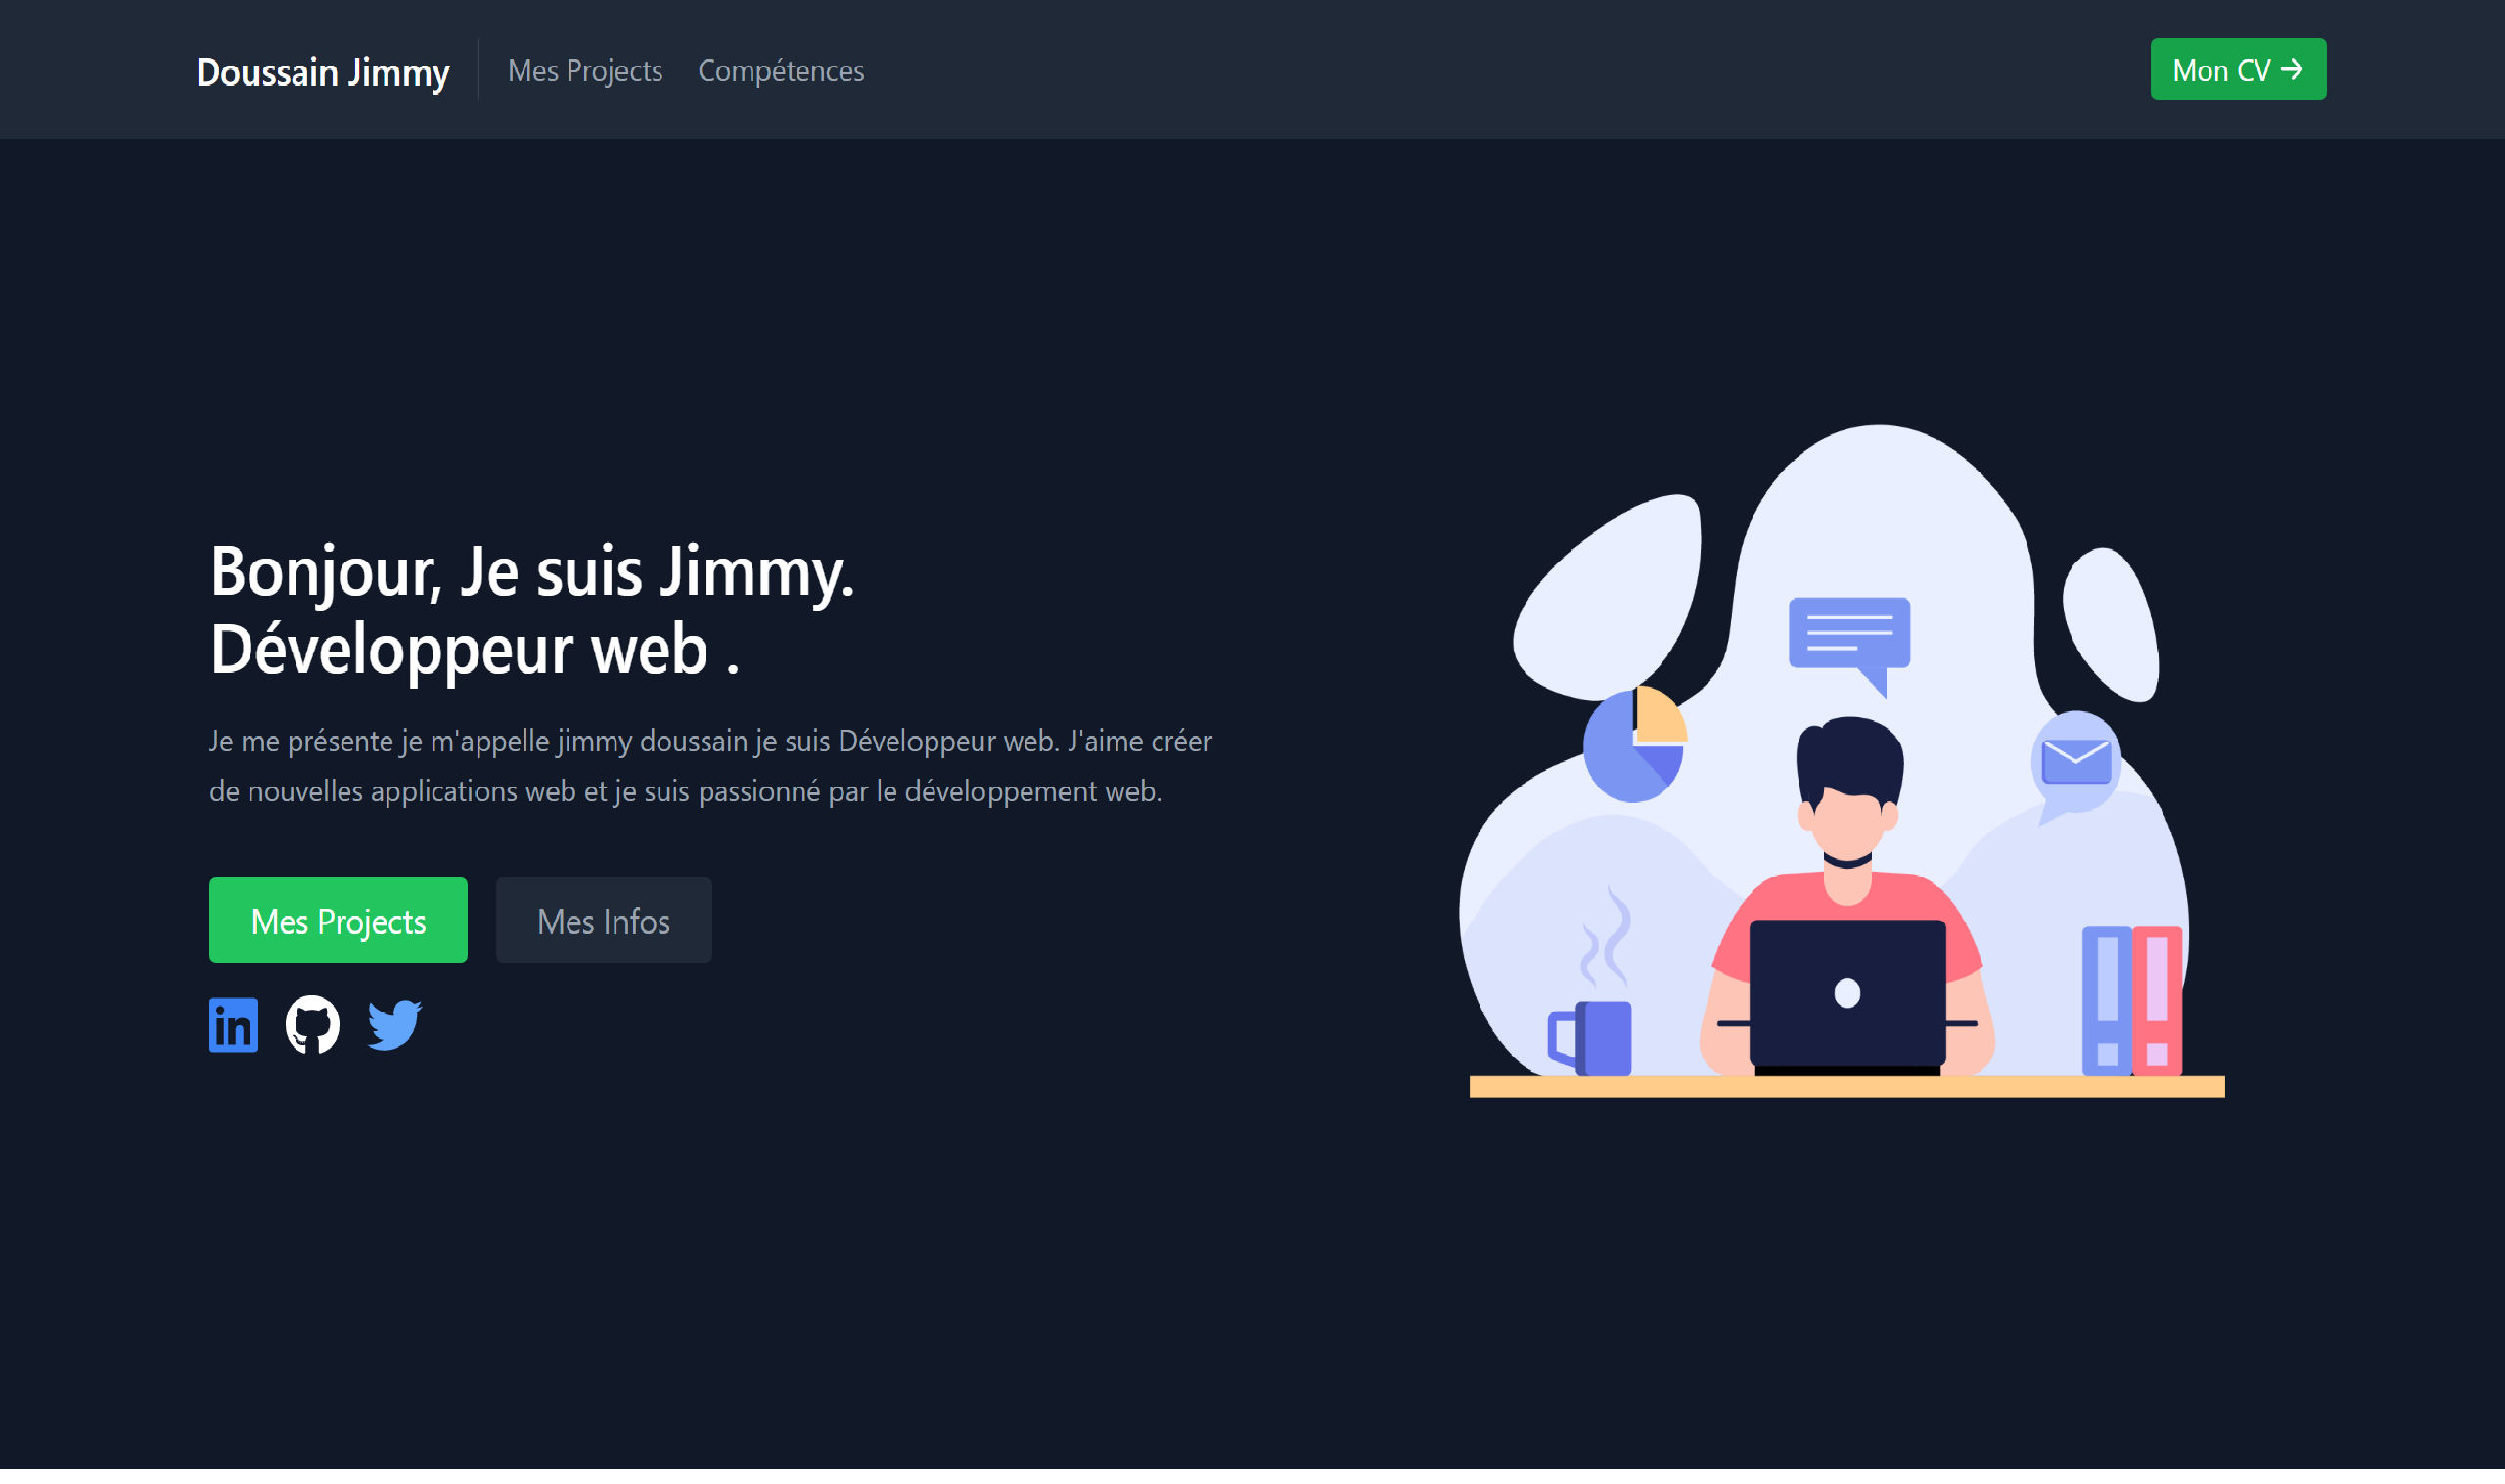 Doussain Jimmy
Mes Projects
Compétences
Mon CV →
Bonjour, Je suis Jimmy.
Développeur web .
Je me présente je m'appelle jimmy doussain je suis Développeur web. J'aime créer
de nouvelles applications web et je suis passionné par le développement web.
Mes Projects
Mes Infos
in